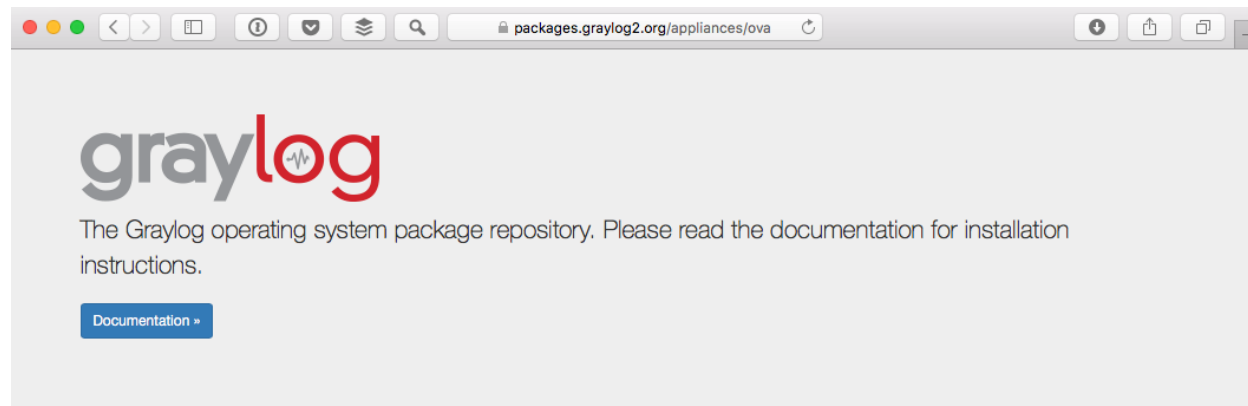 packages.graylog2.org/appliances/ova
graylog
The Graylog operating system package repository. Please read the documentation for installation
instructions.
Documentation »